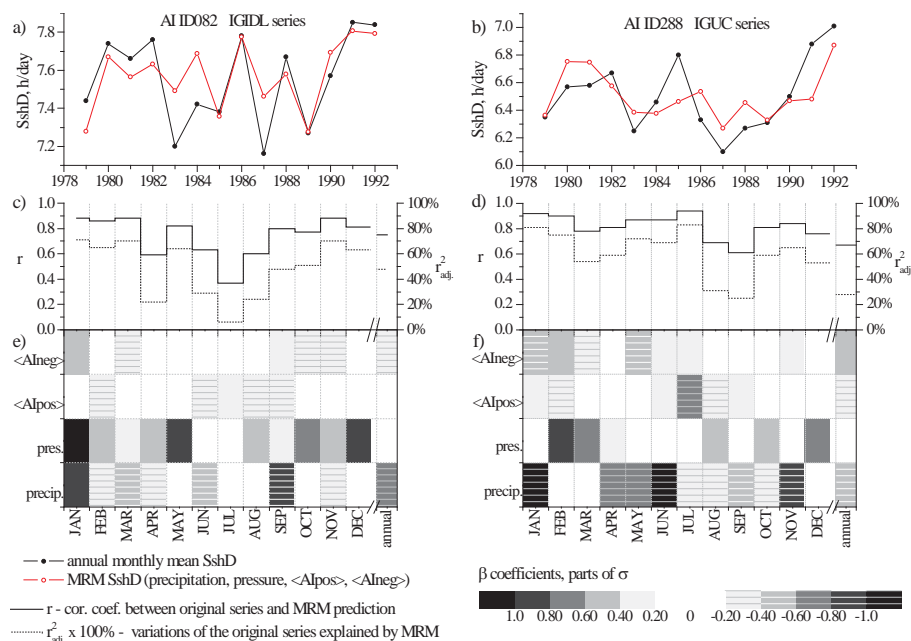 a) AI ID082 IGIDL series
b) AI ID288 IGUC series
SshD, h/day
7.8
7.6
7.4
7.2
1978 1980 1982 1984 1986 1988 1990 1992
SshD, h/day
7.0
6.8
6.6
6.4
6.2
6.0
1978 1980 1982 1984 1986 1988 1990 1992
c)
r
1.0
0.8
0.6
0.4
0.2
0.0
100%
80%
60%
40%
20%
0%
r²adj.
d)
r
1.0
0.8
0.6
0.4
0.2
0.0
100%
80%
60%
40%
20%
0%
r²adj.
e)
<AIneg>
<AIpos>
pres.
precip.
JAN FEB MAR APR MAY JUN JUL AUG SEP OCT NOV DEC annual
f)
<AIneg>
<AIpos>
pres.
precip.
JAN FEB MAR APR MAY JUN JUL AUG SEP OCT NOV DEC annual
annual monthly mean SshD
MRM SshD (precipitation, pressure, <AIpos>, <AIneg>)
r - cor. coef. between original series and MRM prediction
r²adj x 100% - variations of the original series explained by MRM
β coefficients, parts of σ
1.0 0.80 0.60 0.40 0.20 0 -0.20 -0.40 -0.60 -0.80 -1.0